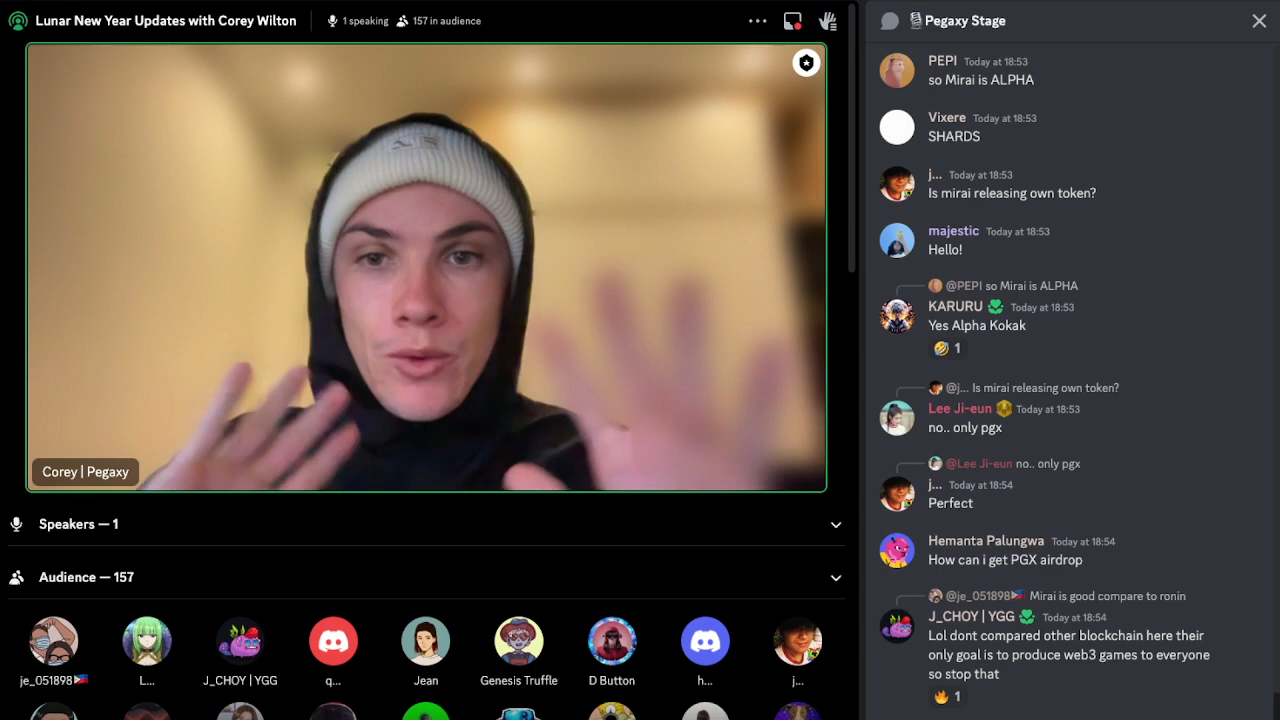 Lunar New Year Updates with Corey Wilton
1 speaking
157 in audience
Corey | Pegaxy
Speakers — 1
Audience — 157
je_051898
L...
J_CHOY | YGG
q...
Jean
Genesis Truffle
D Button
h...
j...
Pegaxy Stage
PEPI Today at 18:53
so Mirai is ALPHA
Vixere Today at 18:53
SHARDS
j... Today at 18:53
Is mirai releasing own token?
majestic Today at 18:53
Hello!
@PEPI so Mirai is ALPHA
KARURU Today at 18:53
Yes Alpha Kokak
1
@j... Is mirai releasing own token?
Lee Ji-eun Today at 18:53
no.. only pgx
@Lee Ji-eun no.. only pgx
j... Today at 18:54
Perfect
Hemanta Palungwa Today at 18:54
How can i get PGX airdrop
@je_051898 Mirai is good compare to ronin
J_CHOY | YGG Today at 18:54
Lol dont compared other blockchain here their
only goal is to produce web3 games to everyone
so stop that
1